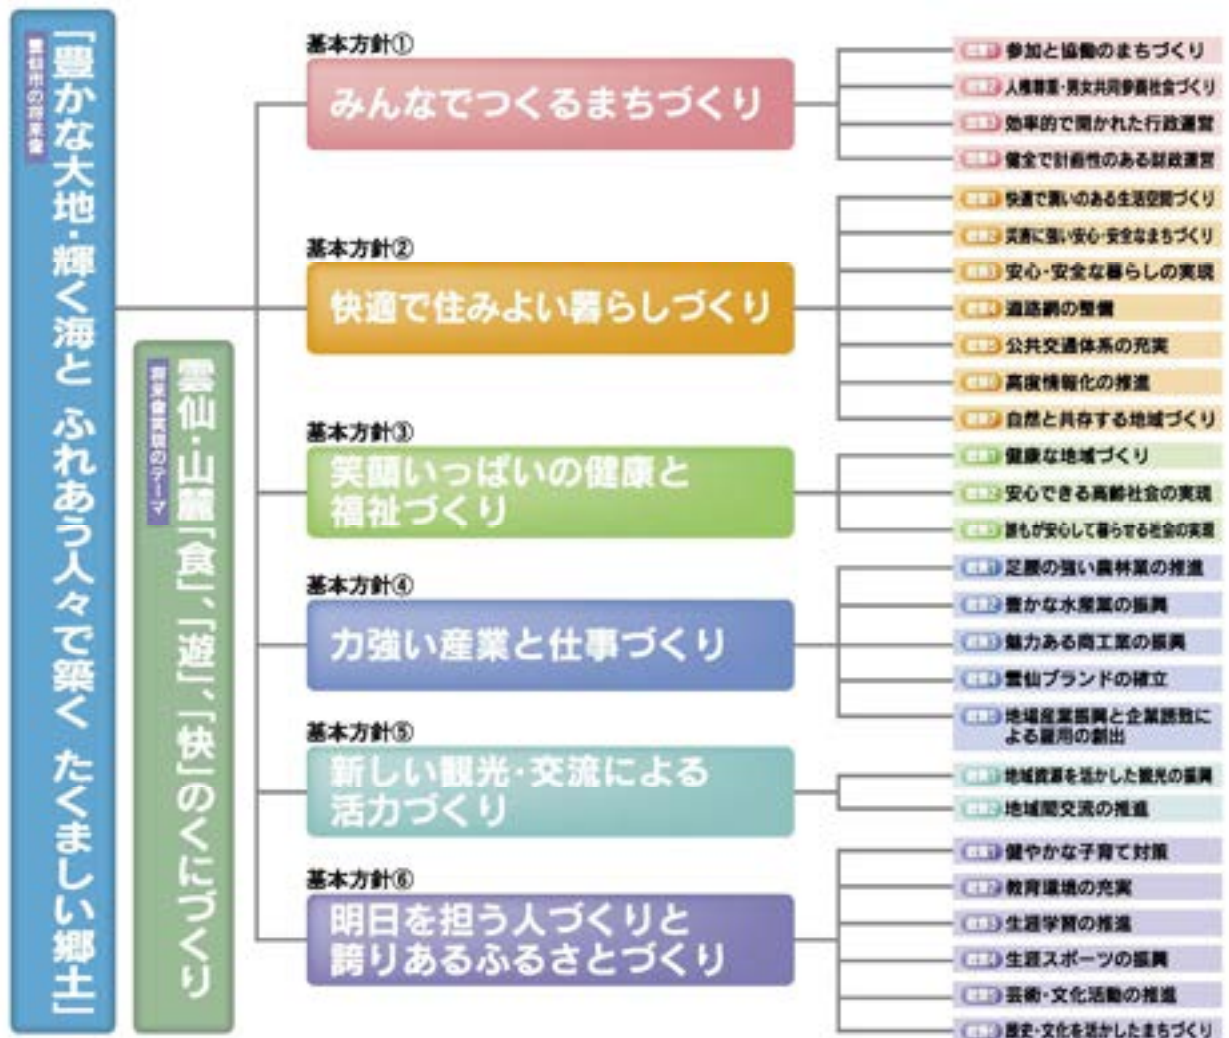 雲仙市の将来像
「豊かな大地・輝く海と ふれあう人々で築く たくましい郷土」
将来像実現のテーマ
雲仙・山麓「食」、「遊」、「快」のくにづくり
基本方針①
みんなでつくるまちづくり
参加と協働のまちづくり
人権尊重・男女共同参画社会づくり
効率的で開かれた行政運営
健全で計画性のある財政運営
基本方針②
快適で住みよい暮らしづくり
快適で潤いのある生活空間づくり
災害に強い安心・安全なまちづくり
安心・安全な暮らしの実現
道路網の整備
公共交通体系の充実
高度情報化の推進
自然と共存する地域づくり
基本方針③
笑顔いっぱいの健康と
福祉づくり
健康な地域づくり
安心できる高齢社会の実現
誰もが安心して暮らせる社会の実現
基本方針④
力強い産業と仕事づくり
足腰の強い農林業の推進
豊かな水産業の振興
魅力ある商工業の振興
雲仙ブランドの確立
地場産業振興と企業誘致に
よる雇用の創出
基本方針⑤
新しい観光・交流による
活力づくり
地域資源を活かした観光の振興
地域間交流の推進
基本方針⑥
明日を担う人づくりと
誇りあるふるさとづくり
健やかな子育て対策
教育環境の充実
生涯学習の推進
生涯スポーツの振興
芸術・文化活動の推進
歴史・文化を活かしたまちづくり